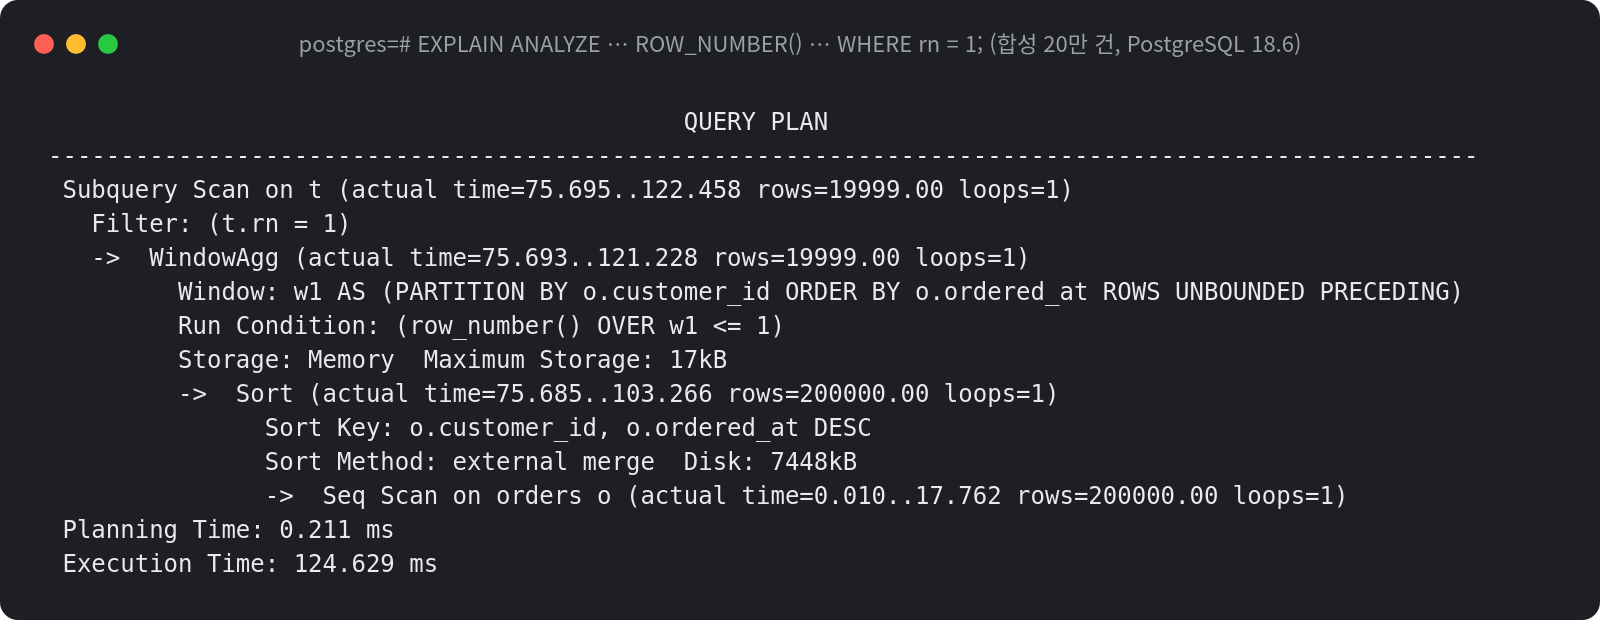 postgres=# EXPLAIN ANALYZE ⋯ ROW_NUMBER() ⋯ WHERE rn = 1; (합성 20만 건, PostgreSQL 18.6)
QUERY PLAN
---------------------------------------------------------------------------------------------------
Subquery Scan on t (actual time=75.695..122.458 rows=19999.00 loops=1)
Filter: (t.rn = 1)
->  WindowAgg (actual time=75.693..121.228 rows=19999.00 loops=1)
Window: w1 AS (PARTITION BY o.customer_id ORDER BY o.ordered_at ROWS UNBOUNDED PRECEDING)
Run Condition: (row_number() OVER w1 <= 1)
Storage: Memory  Maximum Storage: 17kB
->  Sort (actual time=75.685..103.266 rows=200000.00 loops=1)
Sort Key: o.customer_id, o.ordered_at DESC
Sort Method: external merge  Disk: 7448kB
->  Seq Scan on orders o (actual time=0.010..17.762 rows=200000.00 loops=1)
Planning Time: 0.211 ms
Execution Time: 124.629 ms